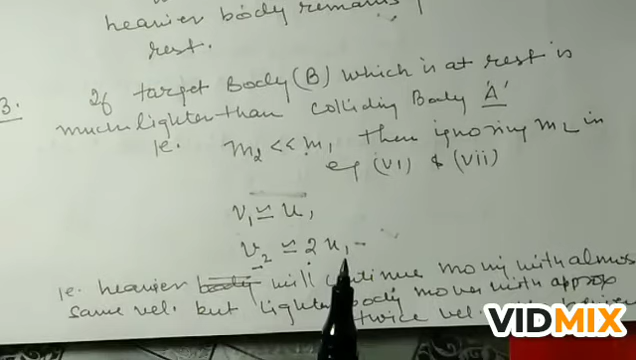 heavier body remains
rest.
3. If target Body (B) which is at rest is
much lighter than colliding Body 'A'
ie. m2 << m1 then ignoring m2 in
eq (vi) & (vii)
v1 ≃ u1
v2 ≃ 2u1
ie. heavier body will continue moving with almos
same vel. but lighter body moves with approx
twice vel.
VIDMIX